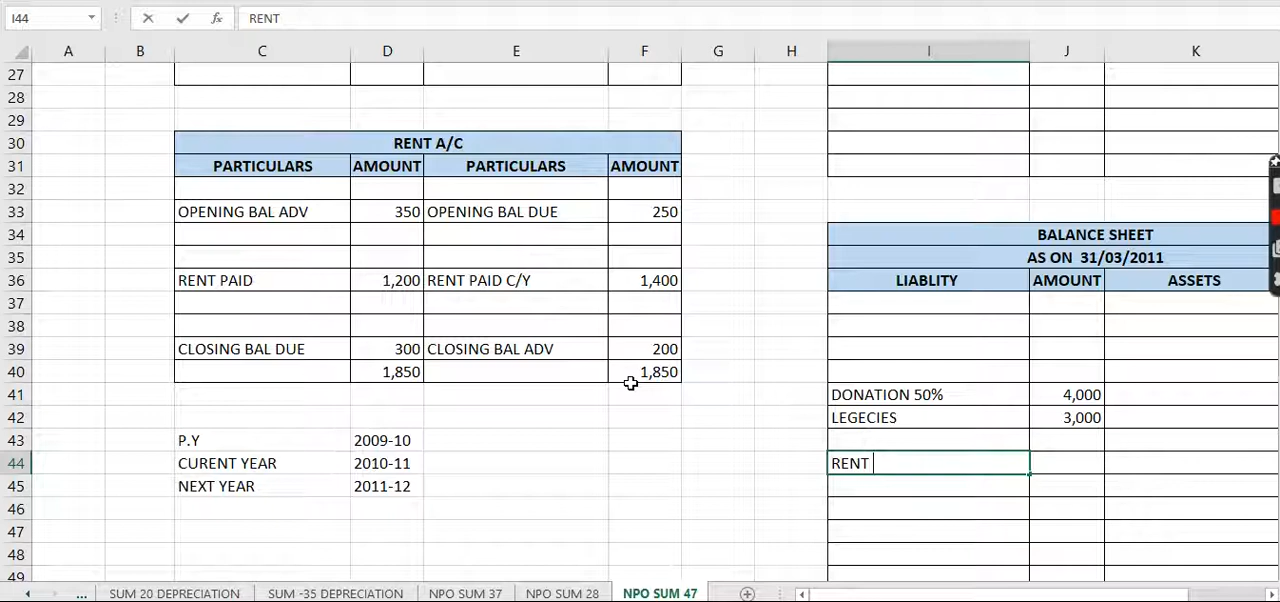 I44 fx RENT
A B C D E F G H I J K
27
28
29
30 RENT A/C
31 PARTICULARS AMOUNT PARTICULARS AMOUNT
32
33 OPENING BAL ADV 350 OPENING BAL DUE 250
34 BALANCE SHEET
35 AS ON 31/03/2011
36 RENT PAID 1,200 RENT PAID C/Y 1,400 LIABLITY AMOUNT ASSETS
37
38
39 CLOSING BAL DUE 300 CLOSING BAL ADV 200
40 1,850 1,850
41 DONATION 50% 4,000
42 LEGECIES 3,000
43 P.Y 2009-10
44 CURENT YEAR 2010-11 RENT
45 NEXT YEAR 2011-12
46
47
48
49
... SUM 20 DEPRECIATION SUM -35 DEPRECIATION NPO SUM 37 NPO SUM 28 NPO SUM 47